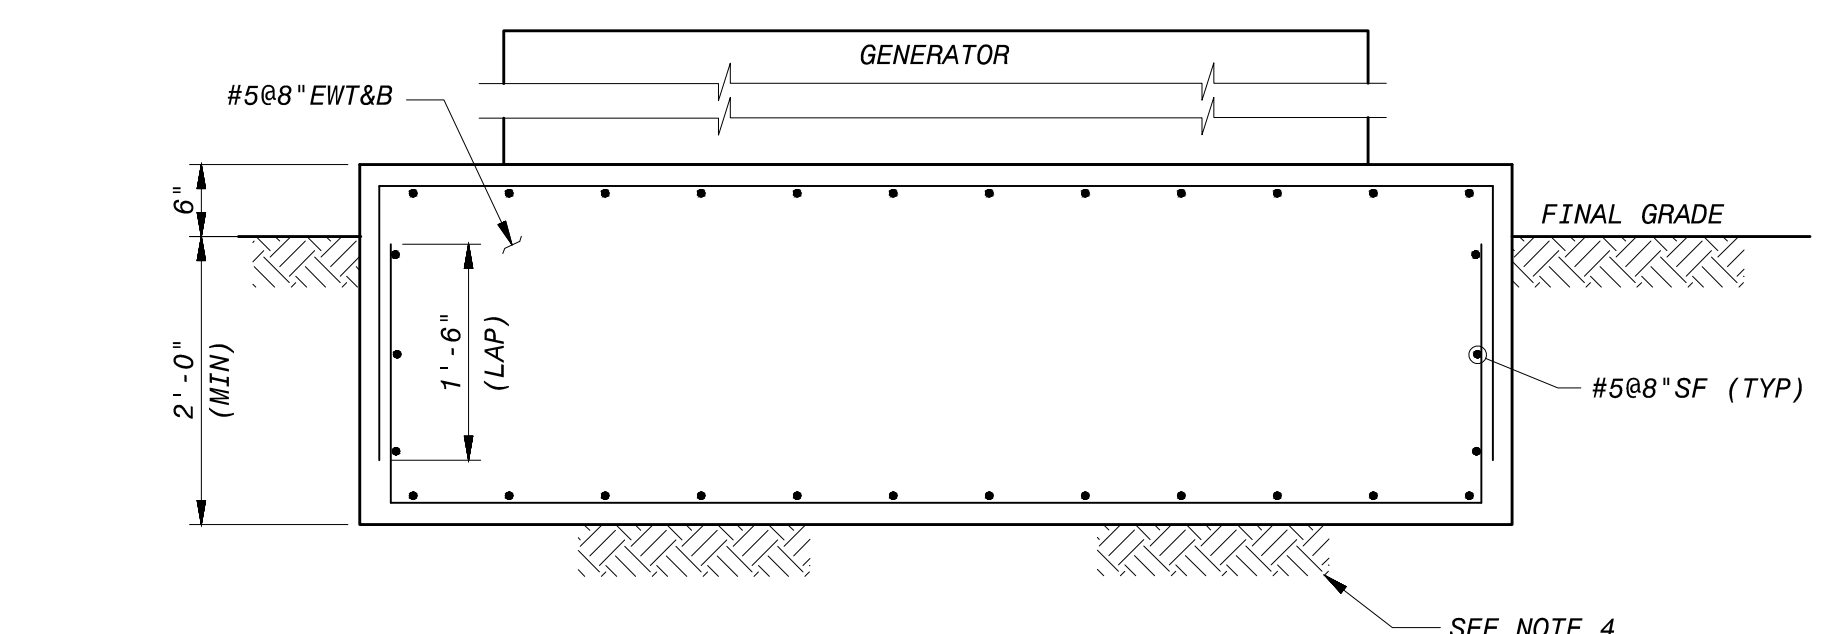 GENERATOR
#5@8"EWT&B
6"
FINAL GRADE
2'-0"
(MIN)
1'-6"
(LAP)
#5@8"SF (TYP)
SEE NOTE 4